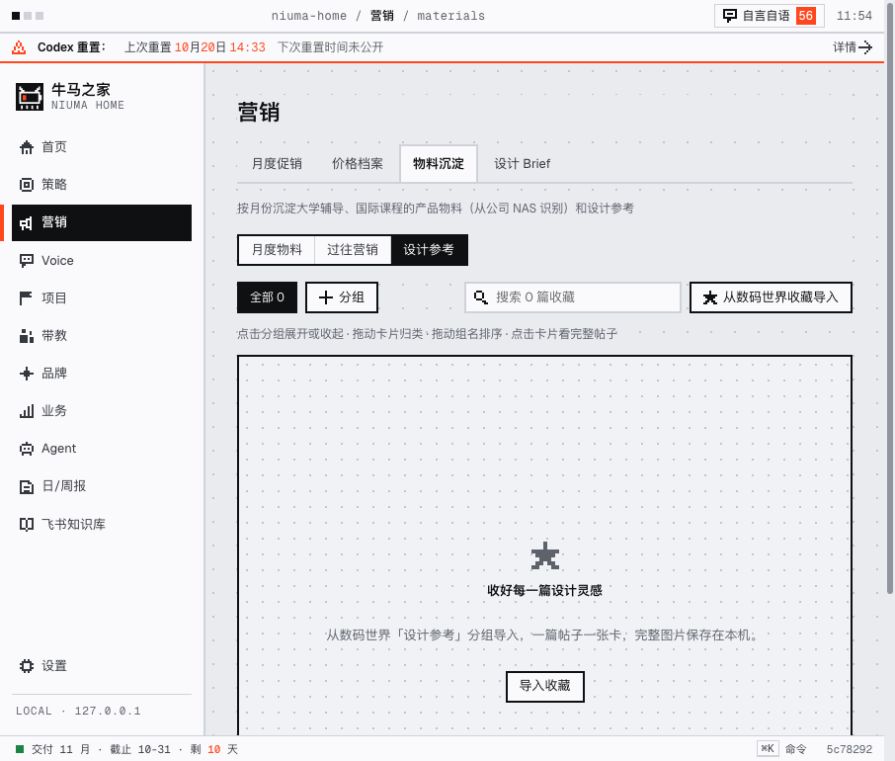 niuma-home / 营销 / materials
自言自语 56
11:54
Codex 重置： 上次重置 10月20日 14:33 下次重置时间未公开
详情
牛马之家
NIUMA HOME
首页
策略
营销
Voice
项目
带教
品牌
业务
Agent
日/周报
飞书知识库
设置
LOCAL · 127.0.0.1
营销
月度促销 价格档案 物料沉淀 设计 Brief
按月份沉淀大学辅导、国际课程的产品物料（从公司 NAS 识别）和设计参考
月度物料 过往营销 设计参考
全部 0 分组 搜索 0 篇收藏 从数码世界收藏导入
点击分组展开或收起 · 拖动卡片归类 · 拖动组名排序 · 点击卡片看完整帖子
收好每一篇设计灵感
从数码世界「设计参考」分组导入，一篇帖子一张卡，完整图片保存在本机。
导入收藏
交付 11 月 · 截止 10-31 · 剩 10 天
⌘K 命令 5c78292